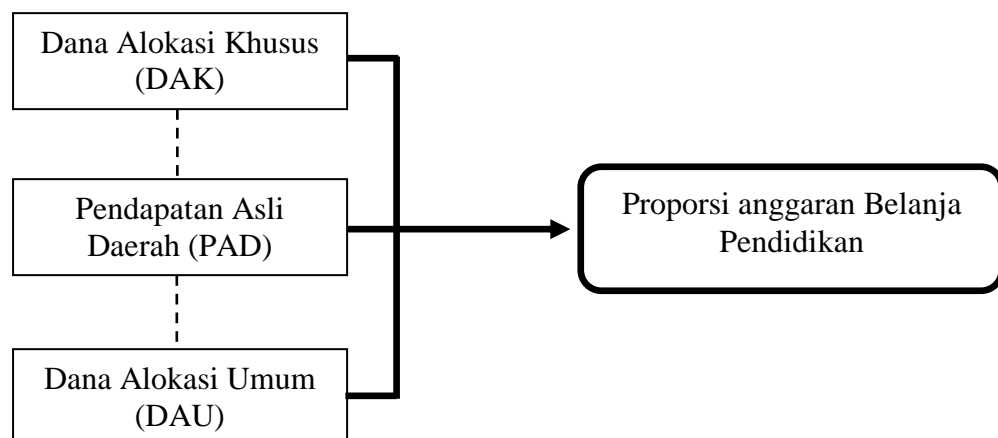 Dana Alokasi Khusus
(DAK)
Pendapatan Asli
Daerah (PAD)
Dana Alokasi Umum
(DAU)
Proporsi anggaran Belanja
Pendidikan